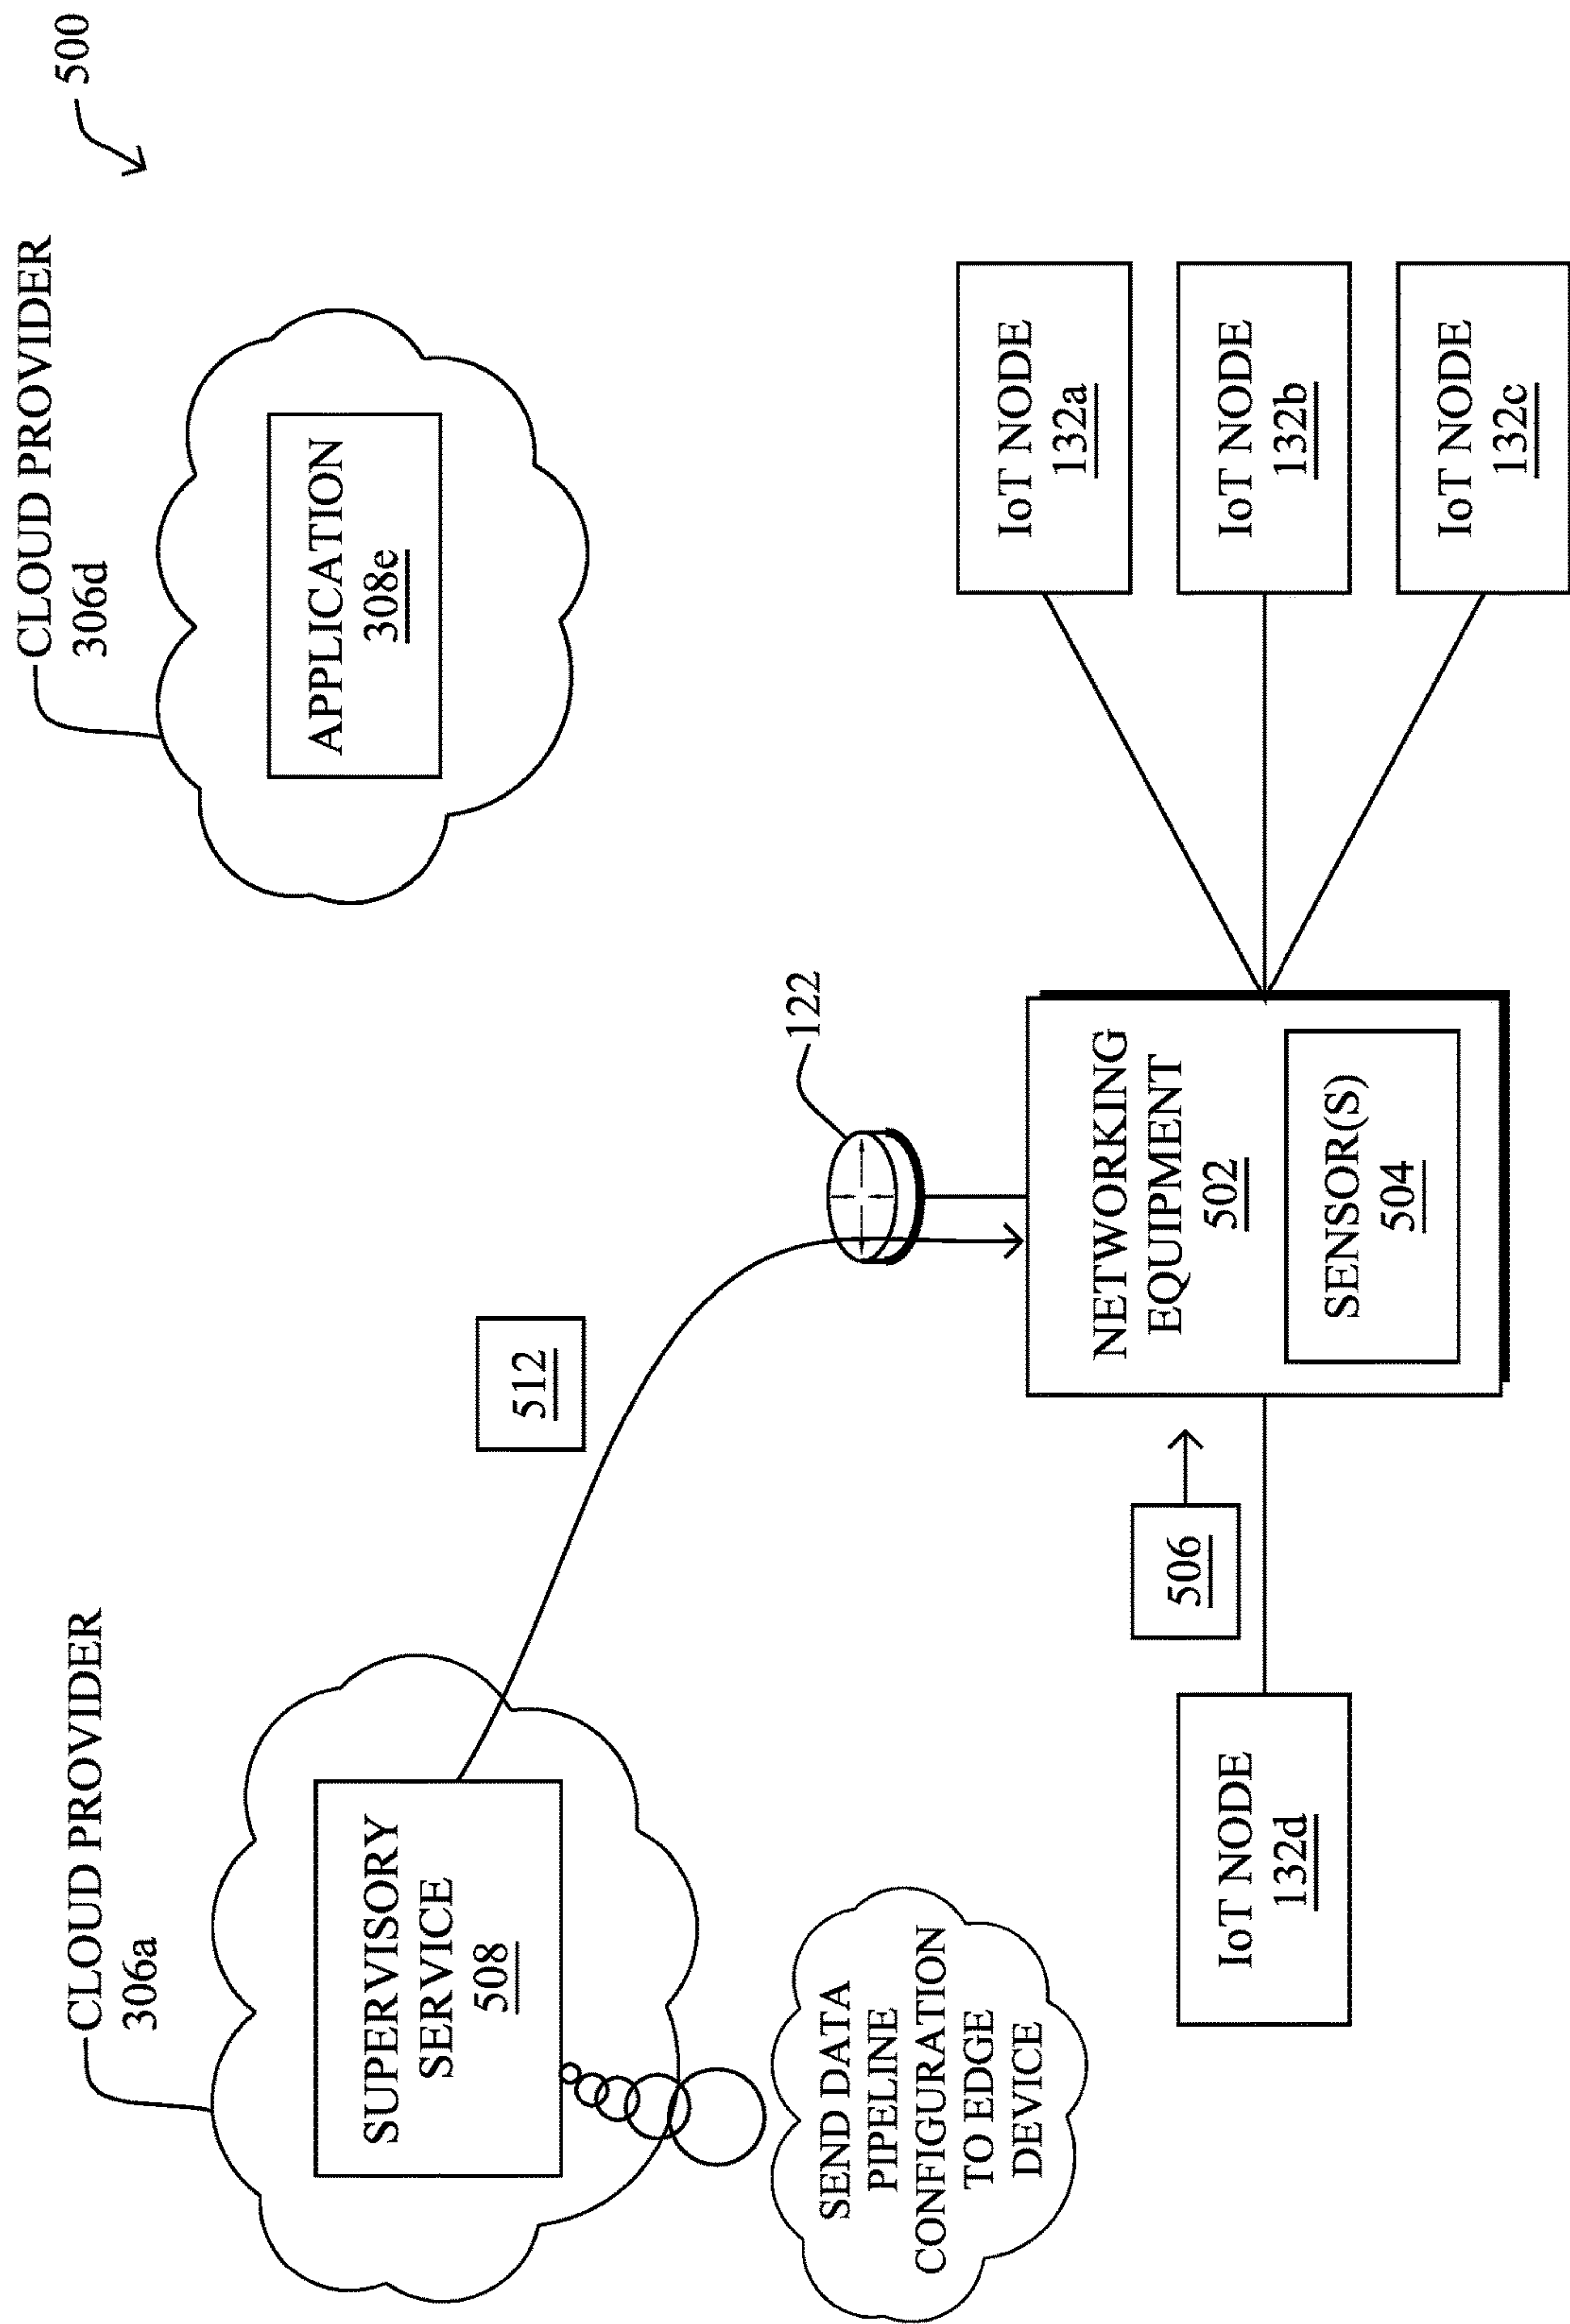 500
CLOUD PROVIDER
306a
CLOUD PROVIDER
306d
SUPERVISORY
SERVICE
508
APPLICATION
308e
512
SEND DATA
PIPELINE
CONFIGURATION
TO EDGE
DEVICE
122
506
IoT NODE
132d
NETWORKING
EQUIPMENT
502
SENSOR(S)
504
IoT NODE
132a
IoT NODE
132b
IoT NODE
132c